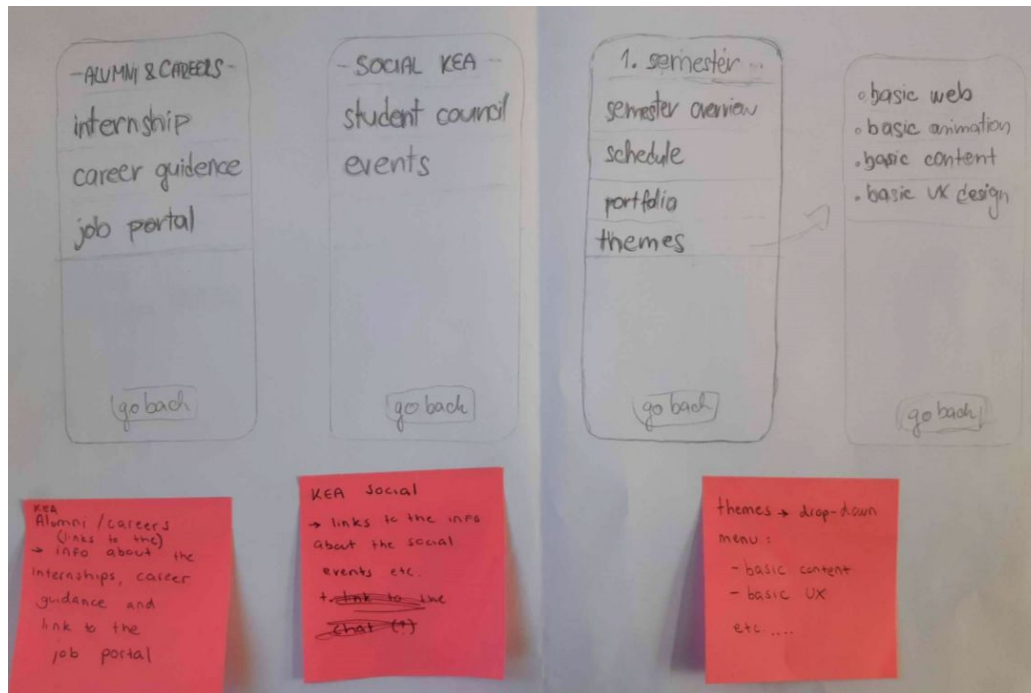 - ALUMNI & CAREERS -
internship
career guidence
job portal
go back
- SOCIAL KEA -
student council
events
go back
1. semester ..
semester overview
schedule
portfolio
themes
go back
basic web
basic animation
basic content
basic UX design
go back
KEA
Alumni / careers
(links to the)
→ info about the
internships, career
guidance and
link to the
job portal
KEA Social
→ links to the info
about the social
events etc.
+ link to the
chat (?)
themes → drop-down
menu :
- basic content
- basic UX
etc. ....